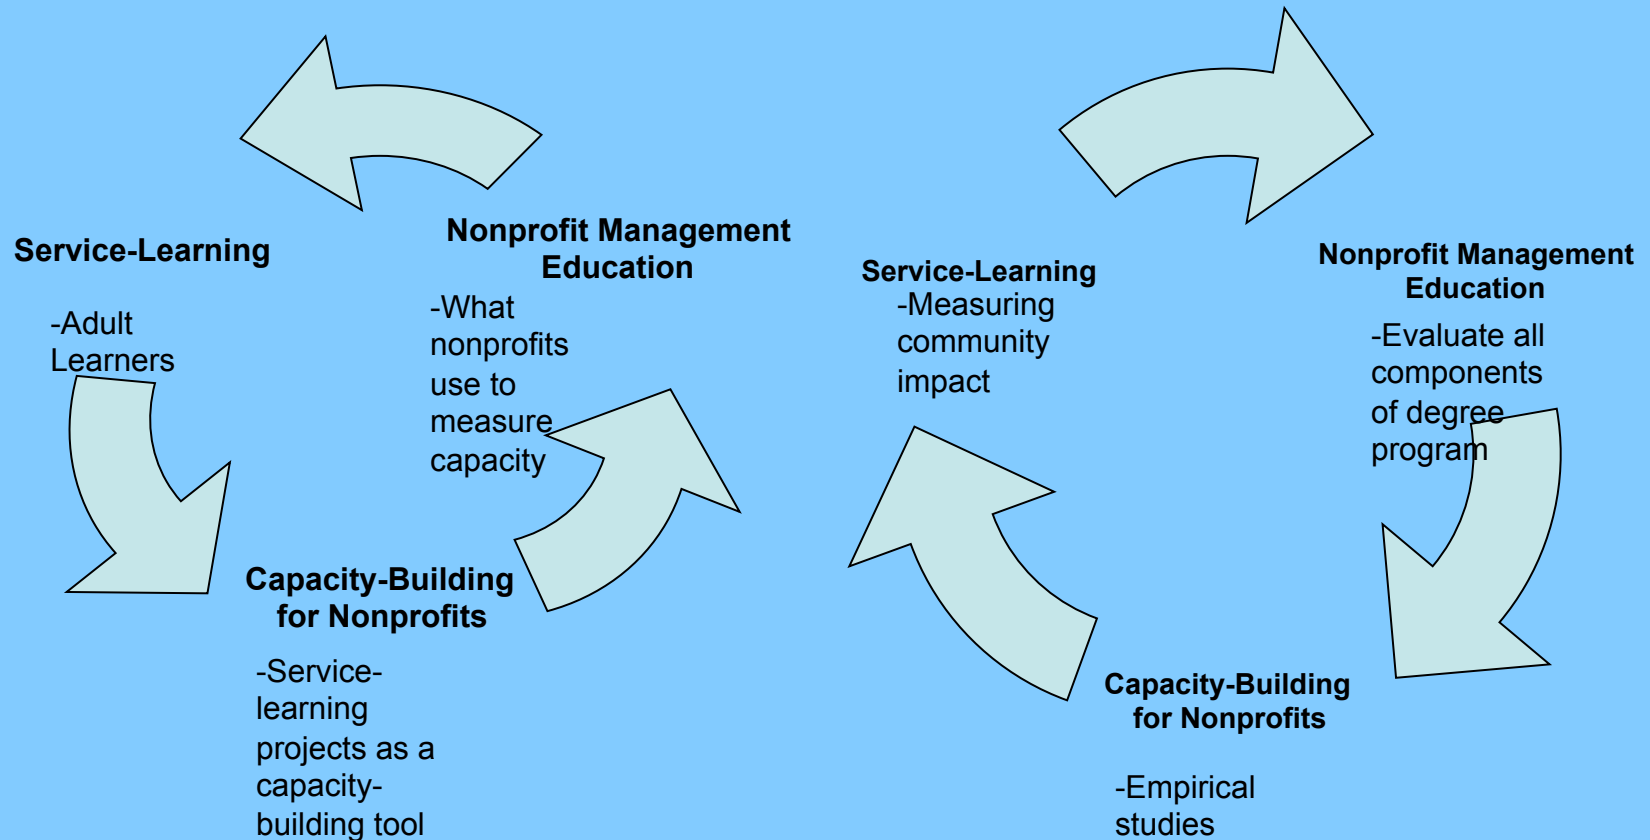 Service-Learning
-Adult
Learners
Nonprofit Management
Education
-What
nonprofits
use to
measure
capacity
Capacity-Building
for Nonprofits
-Service-
learning
projects as a
capacity-
building tool
Service-Learning
-Measuring
community
impact
Nonprofit Management
Education
-Evaluate all
components
of degree
program
Capacity-Building
for Nonprofits
-Empirical
studies